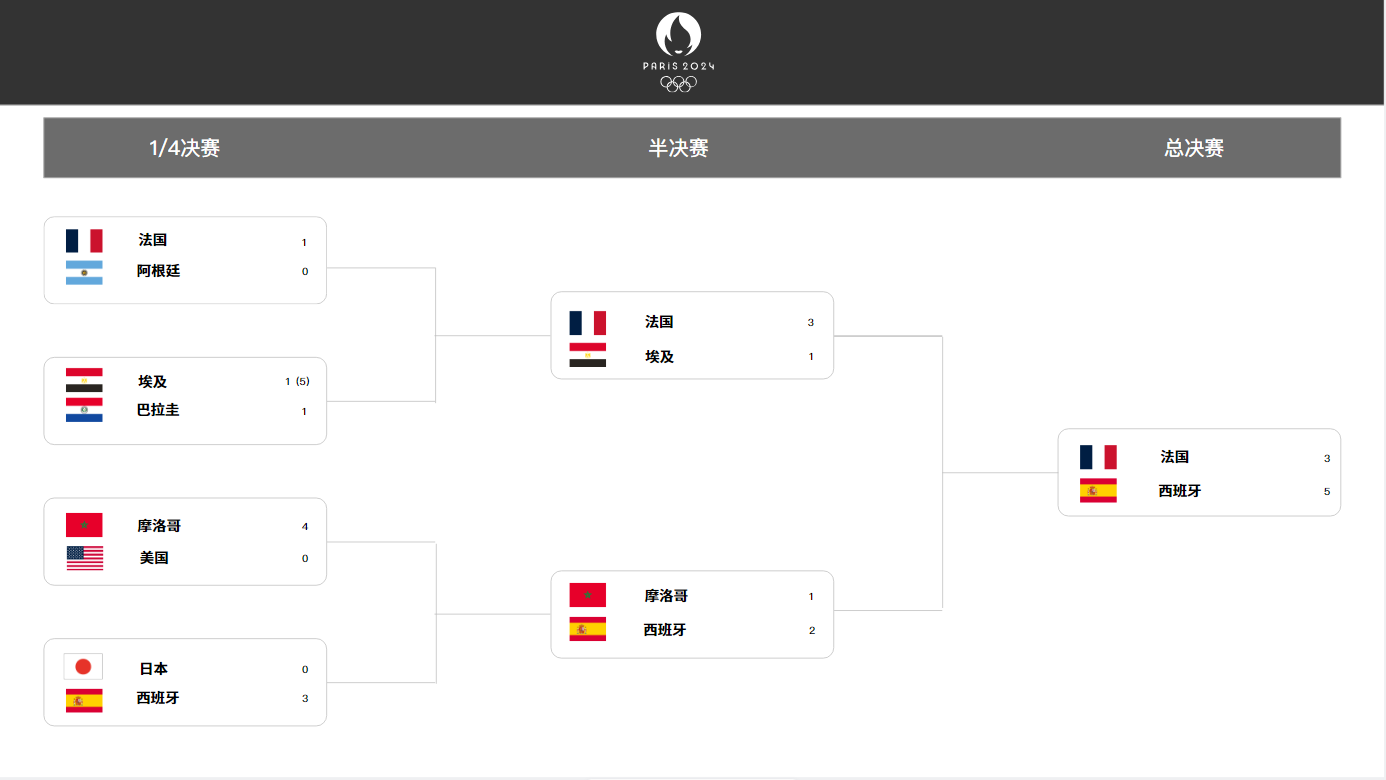 PARIS 2024
1/4决赛 半决赛 总决赛
法国 1
阿根廷 0
埃及 1 (5)
巴拉圭 1
摩洛哥 4
美国 0
日本 0
西班牙 3
法国 3
埃及 1
摩洛哥 1
西班牙 2
法国 3
西班牙 5